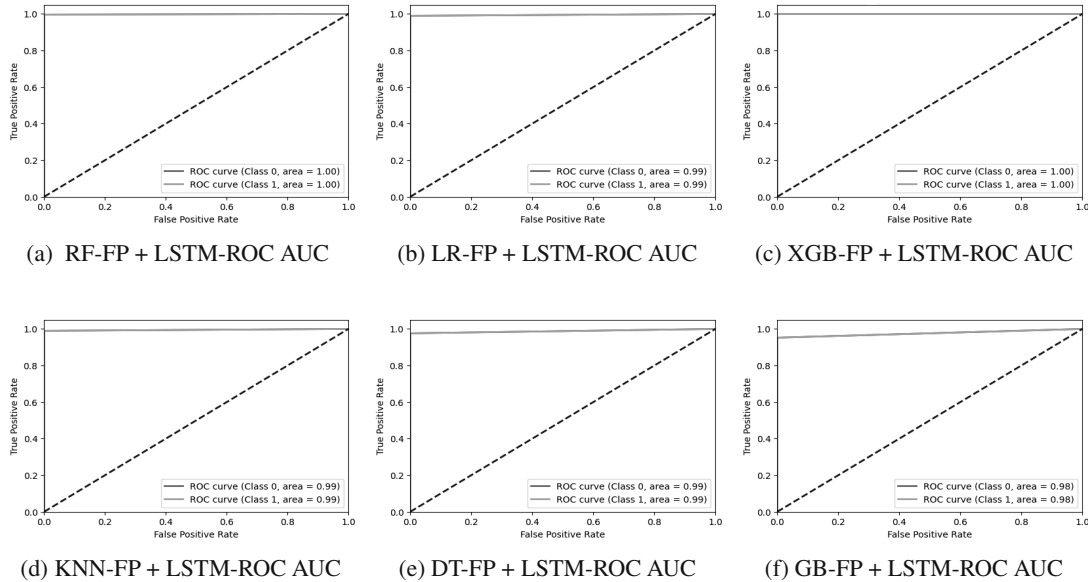 1.0
0.8
0.6
0.4
0.2
0.0
True Positive Rate
0.0 0.2 0.4 0.6 0.8 1.0
False Positive Rate
ROC curve (Class 0, area = 1.00)
ROC curve (Class 1, area = 1.00)
(a) RF-FP + LSTM-ROC AUC
1.0
0.8
0.6
0.4
0.2
0.0
True Positive Rate
0.0 0.2 0.4 0.6 0.8 1.0
False Positive Rate
ROC curve (Class 0, area = 0.99)
ROC curve (Class 1, area = 0.99)
(b) LR-FP + LSTM-ROC AUC
1.0
0.8
0.6
0.4
0.2
0.0
True Positive Rate
0.0 0.2 0.4 0.6 0.8 1.0
False Positive Rate
ROC curve (Class 0, area = 1.00)
ROC curve (Class 1, area = 1.00)
(c) XGB-FP + LSTM-ROC AUC
1.0
0.8
0.6
0.4
0.2
0.0
True Positive Rate
0.0 0.2 0.4 0.6 0.8 1.0
False Positive Rate
ROC curve (Class 0, area = 0.99)
ROC curve (Class 1, area = 0.99)
(d) KNN-FP + LSTM-ROC AUC
1.0
0.8
0.6
0.4
0.2
0.0
True Positive Rate
0.0 0.2 0.4 0.6 0.8 1.0
False Positive Rate
ROC curve (Class 0, area = 0.99)
ROC curve (Class 1, area = 0.99)
(e) DT-FP + LSTM-ROC AUC
1.0
0.8
0.6
0.4
0.2
0.0
True Positive Rate
0.0 0.2 0.4 0.6 0.8 1.0
False Positive Rate
ROC curve (Class 0, area = 0.98)
ROC curve (Class 1, area = 0.98)
(f) GB-FP + LSTM-ROC AUC